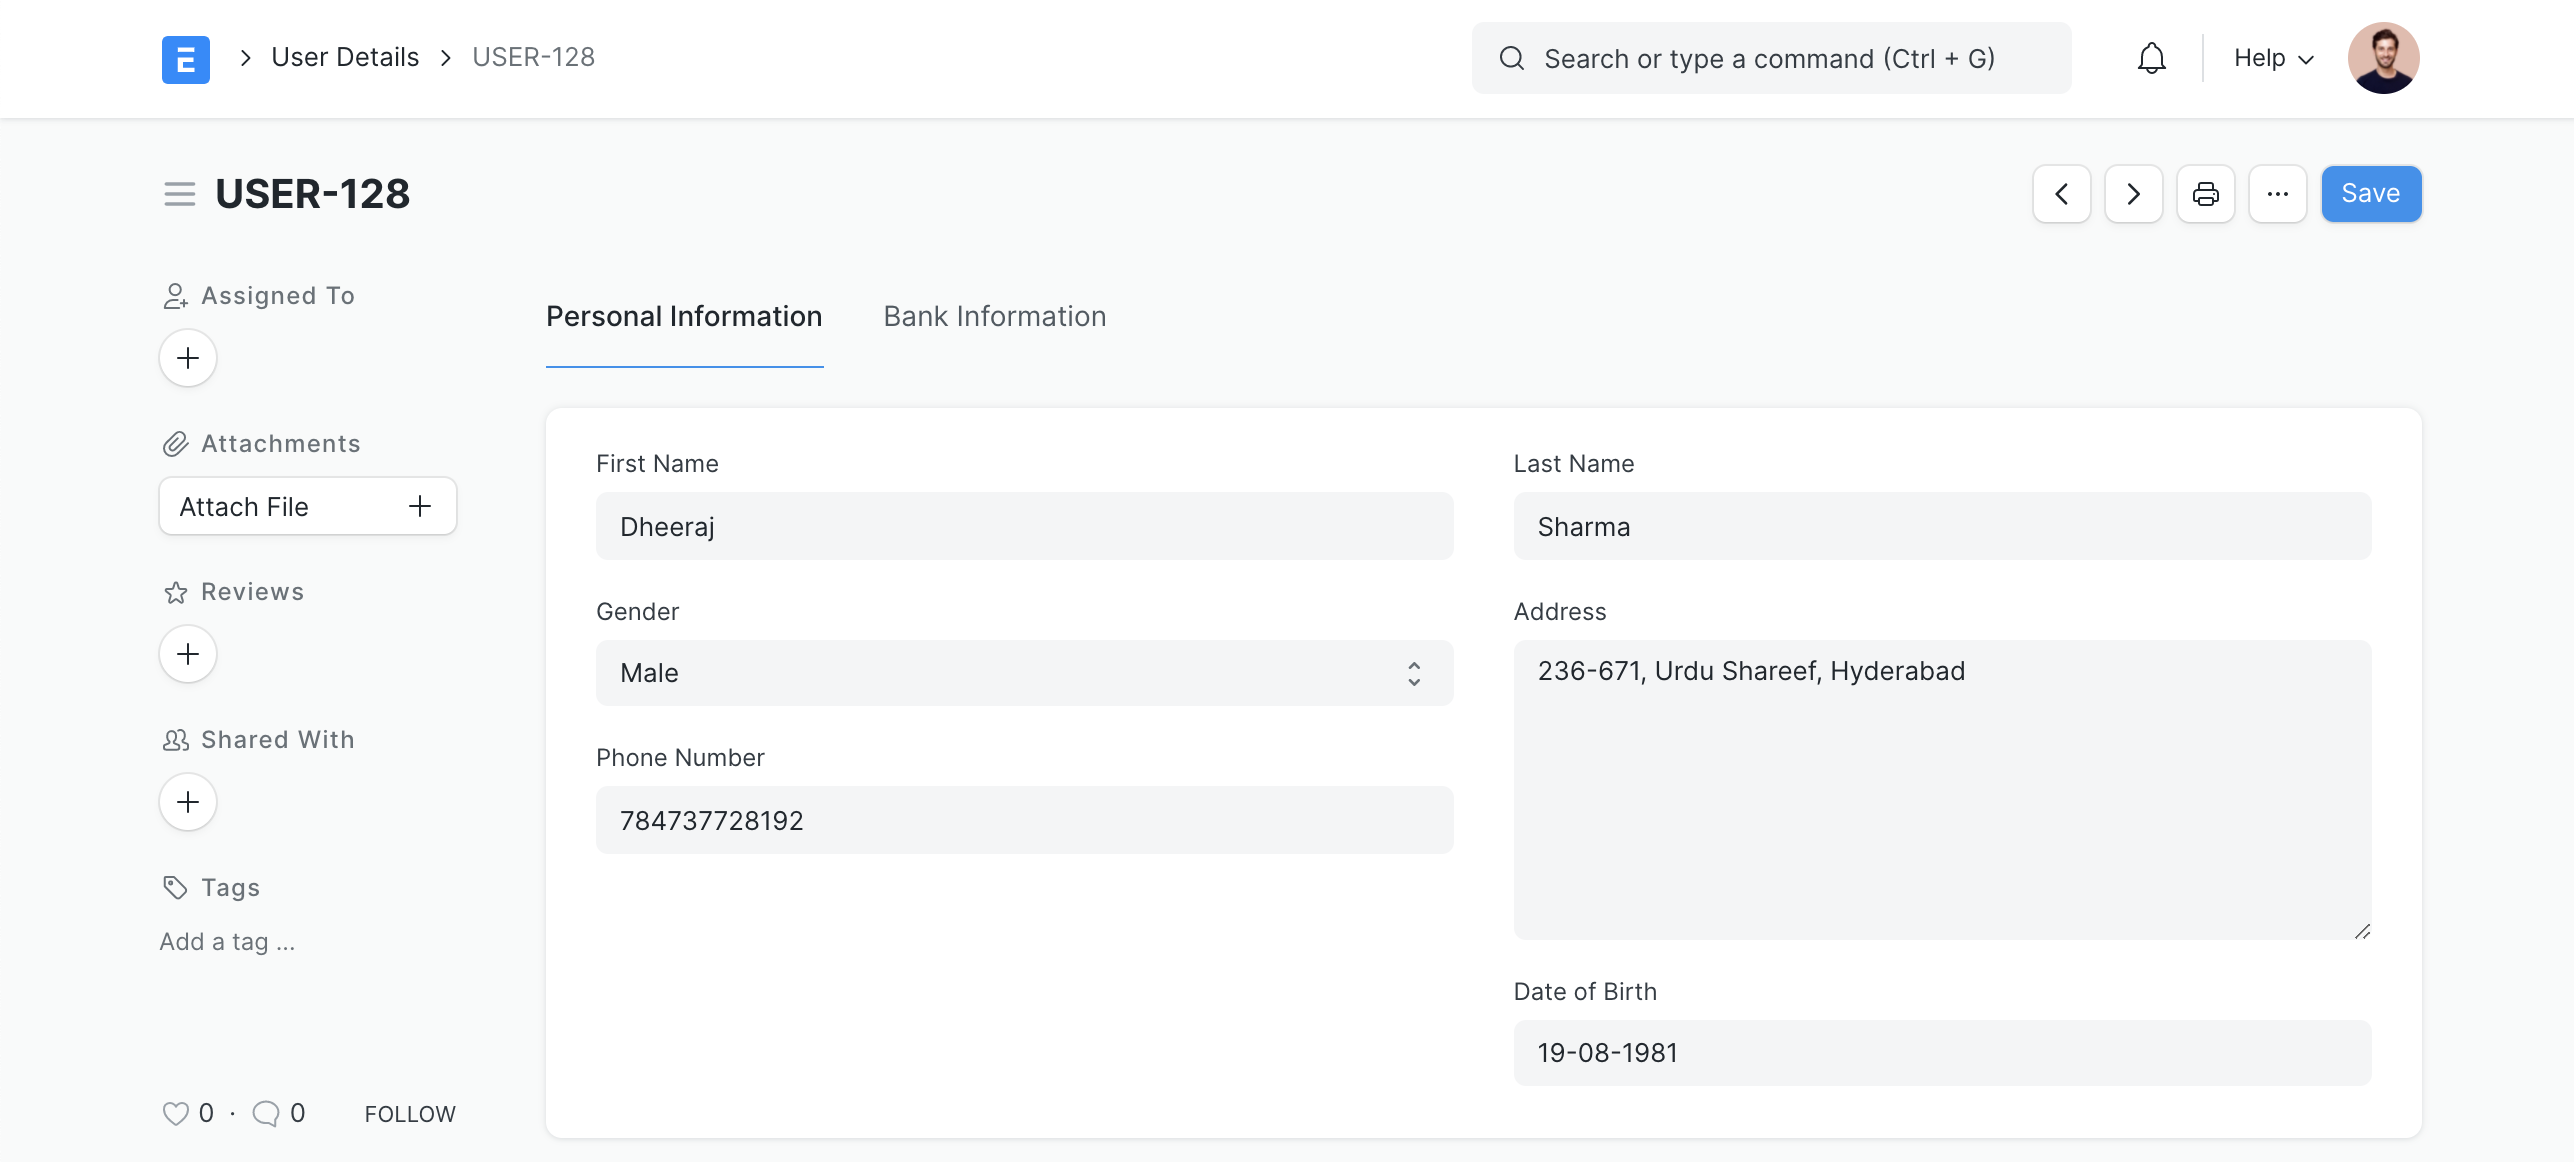 User Details
USER-128
Search or type a command (Ctrl + G)
Help
USER-128
Save
Assigned To
Attachments
Attach File
Reviews
Shared With
Tags
Add a tag ...
0 · 0
FOLLOW
Personal Information
Bank Information
First Name
Dheeraj
Last Name
Sharma
Gender
Male
Address
236-671, Urdu Shareef, Hyderabad
Phone Number
784737728192
Date of Birth
19-08-1981